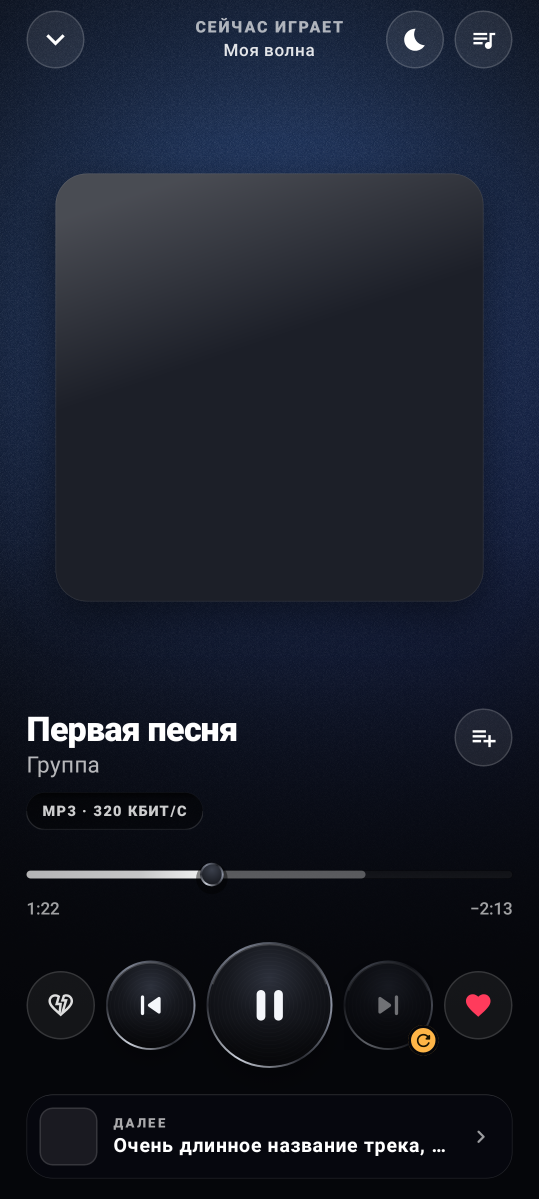 СЕЙЧАС ИГРАЕТ
Моя волна
Первая песня
Группа
MP3 · 320 КБИТ/С
1:22
−2:13
ДАЛЕЕ
Очень длинное название трека, …